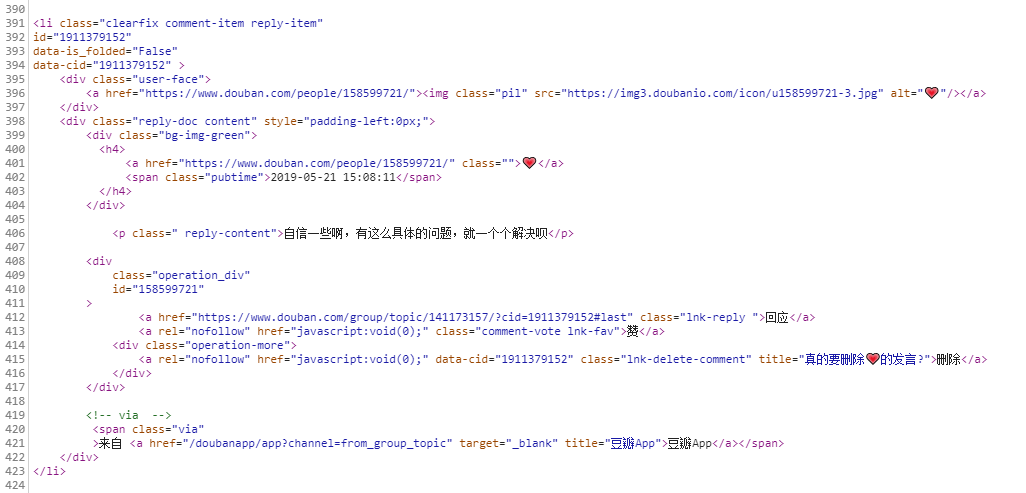 390
391 <li class="clearfix comment-item reply-item"
392 id="1911379152"
393 data-is_folded="False"
394 data-cid="1911379152" >
395 <div class="user-face">
396 <a href="https://www.douban.com/people/158599721/"><img class="pil" src="https://img3.doubanio.com/icon/u158599721-3.jpg" alt="💗"/></a>
397 </div>
398 <div class="reply-doc content" style="padding-left:0px;">
399 <div class="bg-img-green">
400 <h4>
401 <a href="https://www.douban.com/people/158599721/" class="">💗</a>
402 <span class="pubtime">2019-05-21 15:08:11</span>
403 </h4>
404 </div>
405
406 <p class=" reply-content">自信一些啊，有这么具体的问题，就一个个解决呗</p>
407
408 <div
409 class="operation_div"
410 id="158599721"
411 >
412 <a href="https://www.douban.com/group/topic/141173157/?cid=1911379152#last" class="lnk-reply ">回应</a>
413 <a rel="nofollow" href="javascript:void(0);" class="comment-vote lnk-fav">赞</a>
414 <div class="operation-more">
415 <a rel="nofollow" href="javascript:void(0);" data-cid="1911379152" class="lnk-delete-comment" title="真的要删除💗的发言?">删除</a>
416 </div>
417 </div>
418
419 <!-- via  -->
420 <span class="via"
421 >来自 <a href="/doubanapp/app?channel=from_group_topic" target="_blank" title="豆瓣App">豆瓣App</a></span>
422 </div>
423 </li>
424